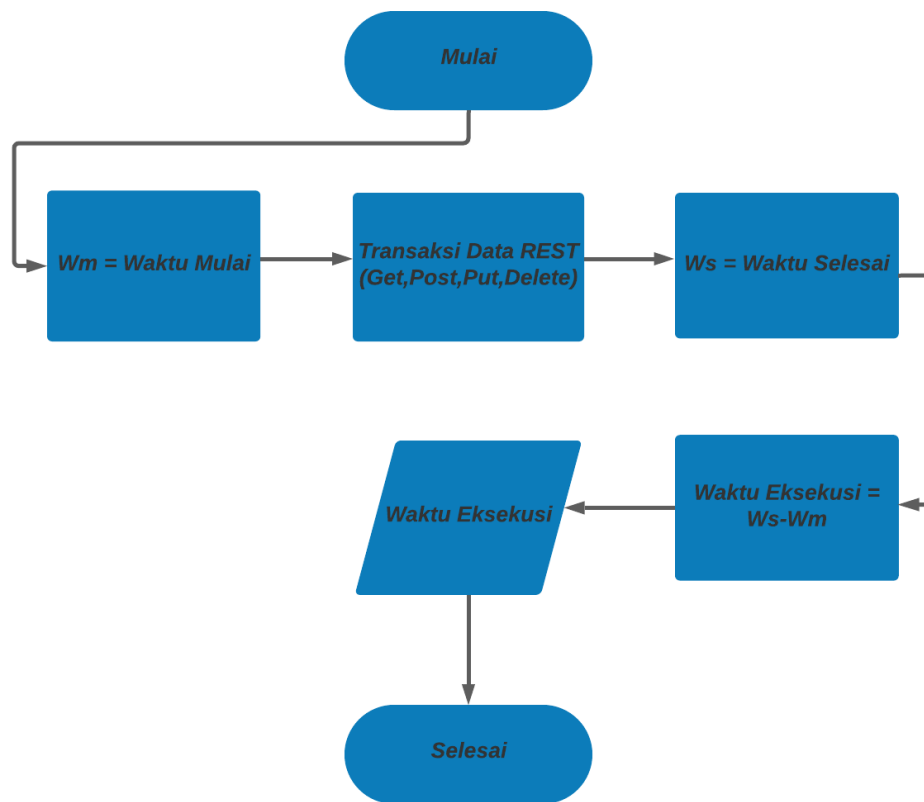 Mulai
Wm = Waktu Mulai
Transaksi Data REST
(Get,Post,Put,Delete)
Ws = Waktu Selesai
Waktu Eksekusi =
Ws-Wm
Waktu Eksekusi
Selesai